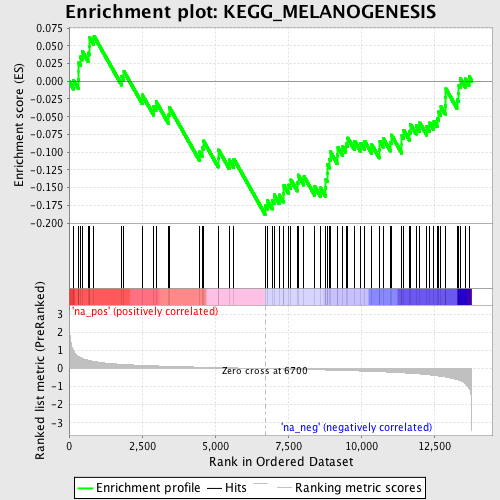 Enrichment plot: KEGG_MELANOGENESIS
Enrichment score (ES)
0.075
0.050
0.025
0.000
-0.025
-0.050
-0.075
-0.100
-0.125
-0.150
-0.175
-0.200
'na_pos' (positively correlated)
Ranked list metric (PreRanked)
3
2
1
0
-1
-2
-3
Zero cross at 6700
'na_neg' (negatively correlated)
0
2,500
5,000
7,500
10,000
12,500
Rank in Ordered Dataset
Enrichment profile
Hits
Ranking metric scores